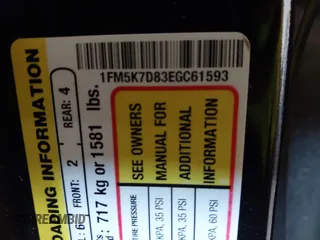 1FM5K7D83EGC61593
LOADING INFORMATION
FRONT: 2 REAR: 4
717 kg or 1581 lbs.
SEE OWNERS
MANUAL FOR
ADDITIONAL
INFORMATION
TIRE PRESSURE
KPA, 35 PSI
KPA, 35 PSI
KPA, 60 PSI